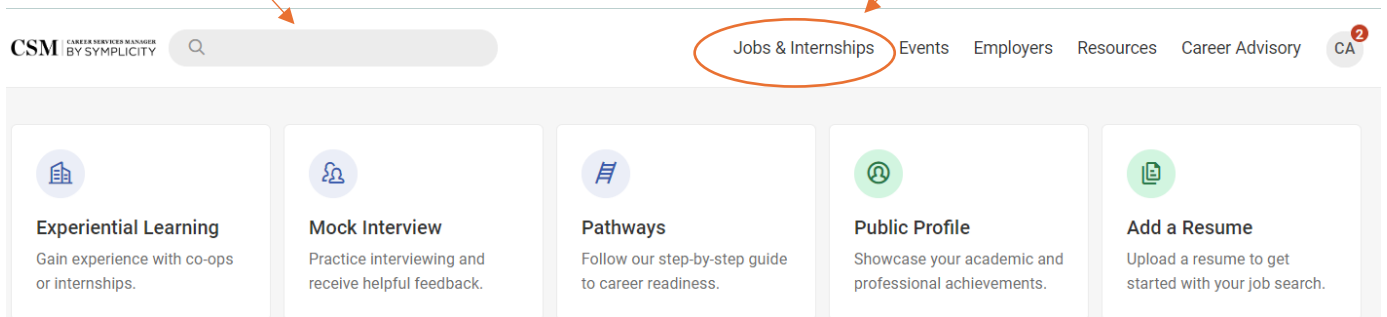 CSM CAREER SERVICES MANAGER BY SYMPLICITY
Jobs & Internships Events Employers Resources Career Advisory CA 2
Experiential Learning
Gain experience with co-ops
or internships.
Mock Interview
Practice interviewing and
receive helpful feedback.
Pathways
Follow our step-by-step guide
to career readiness.
Public Profile
Showcase your academic and
professional achievements.
Add a Resume
Upload a resume to get
started with your job search.